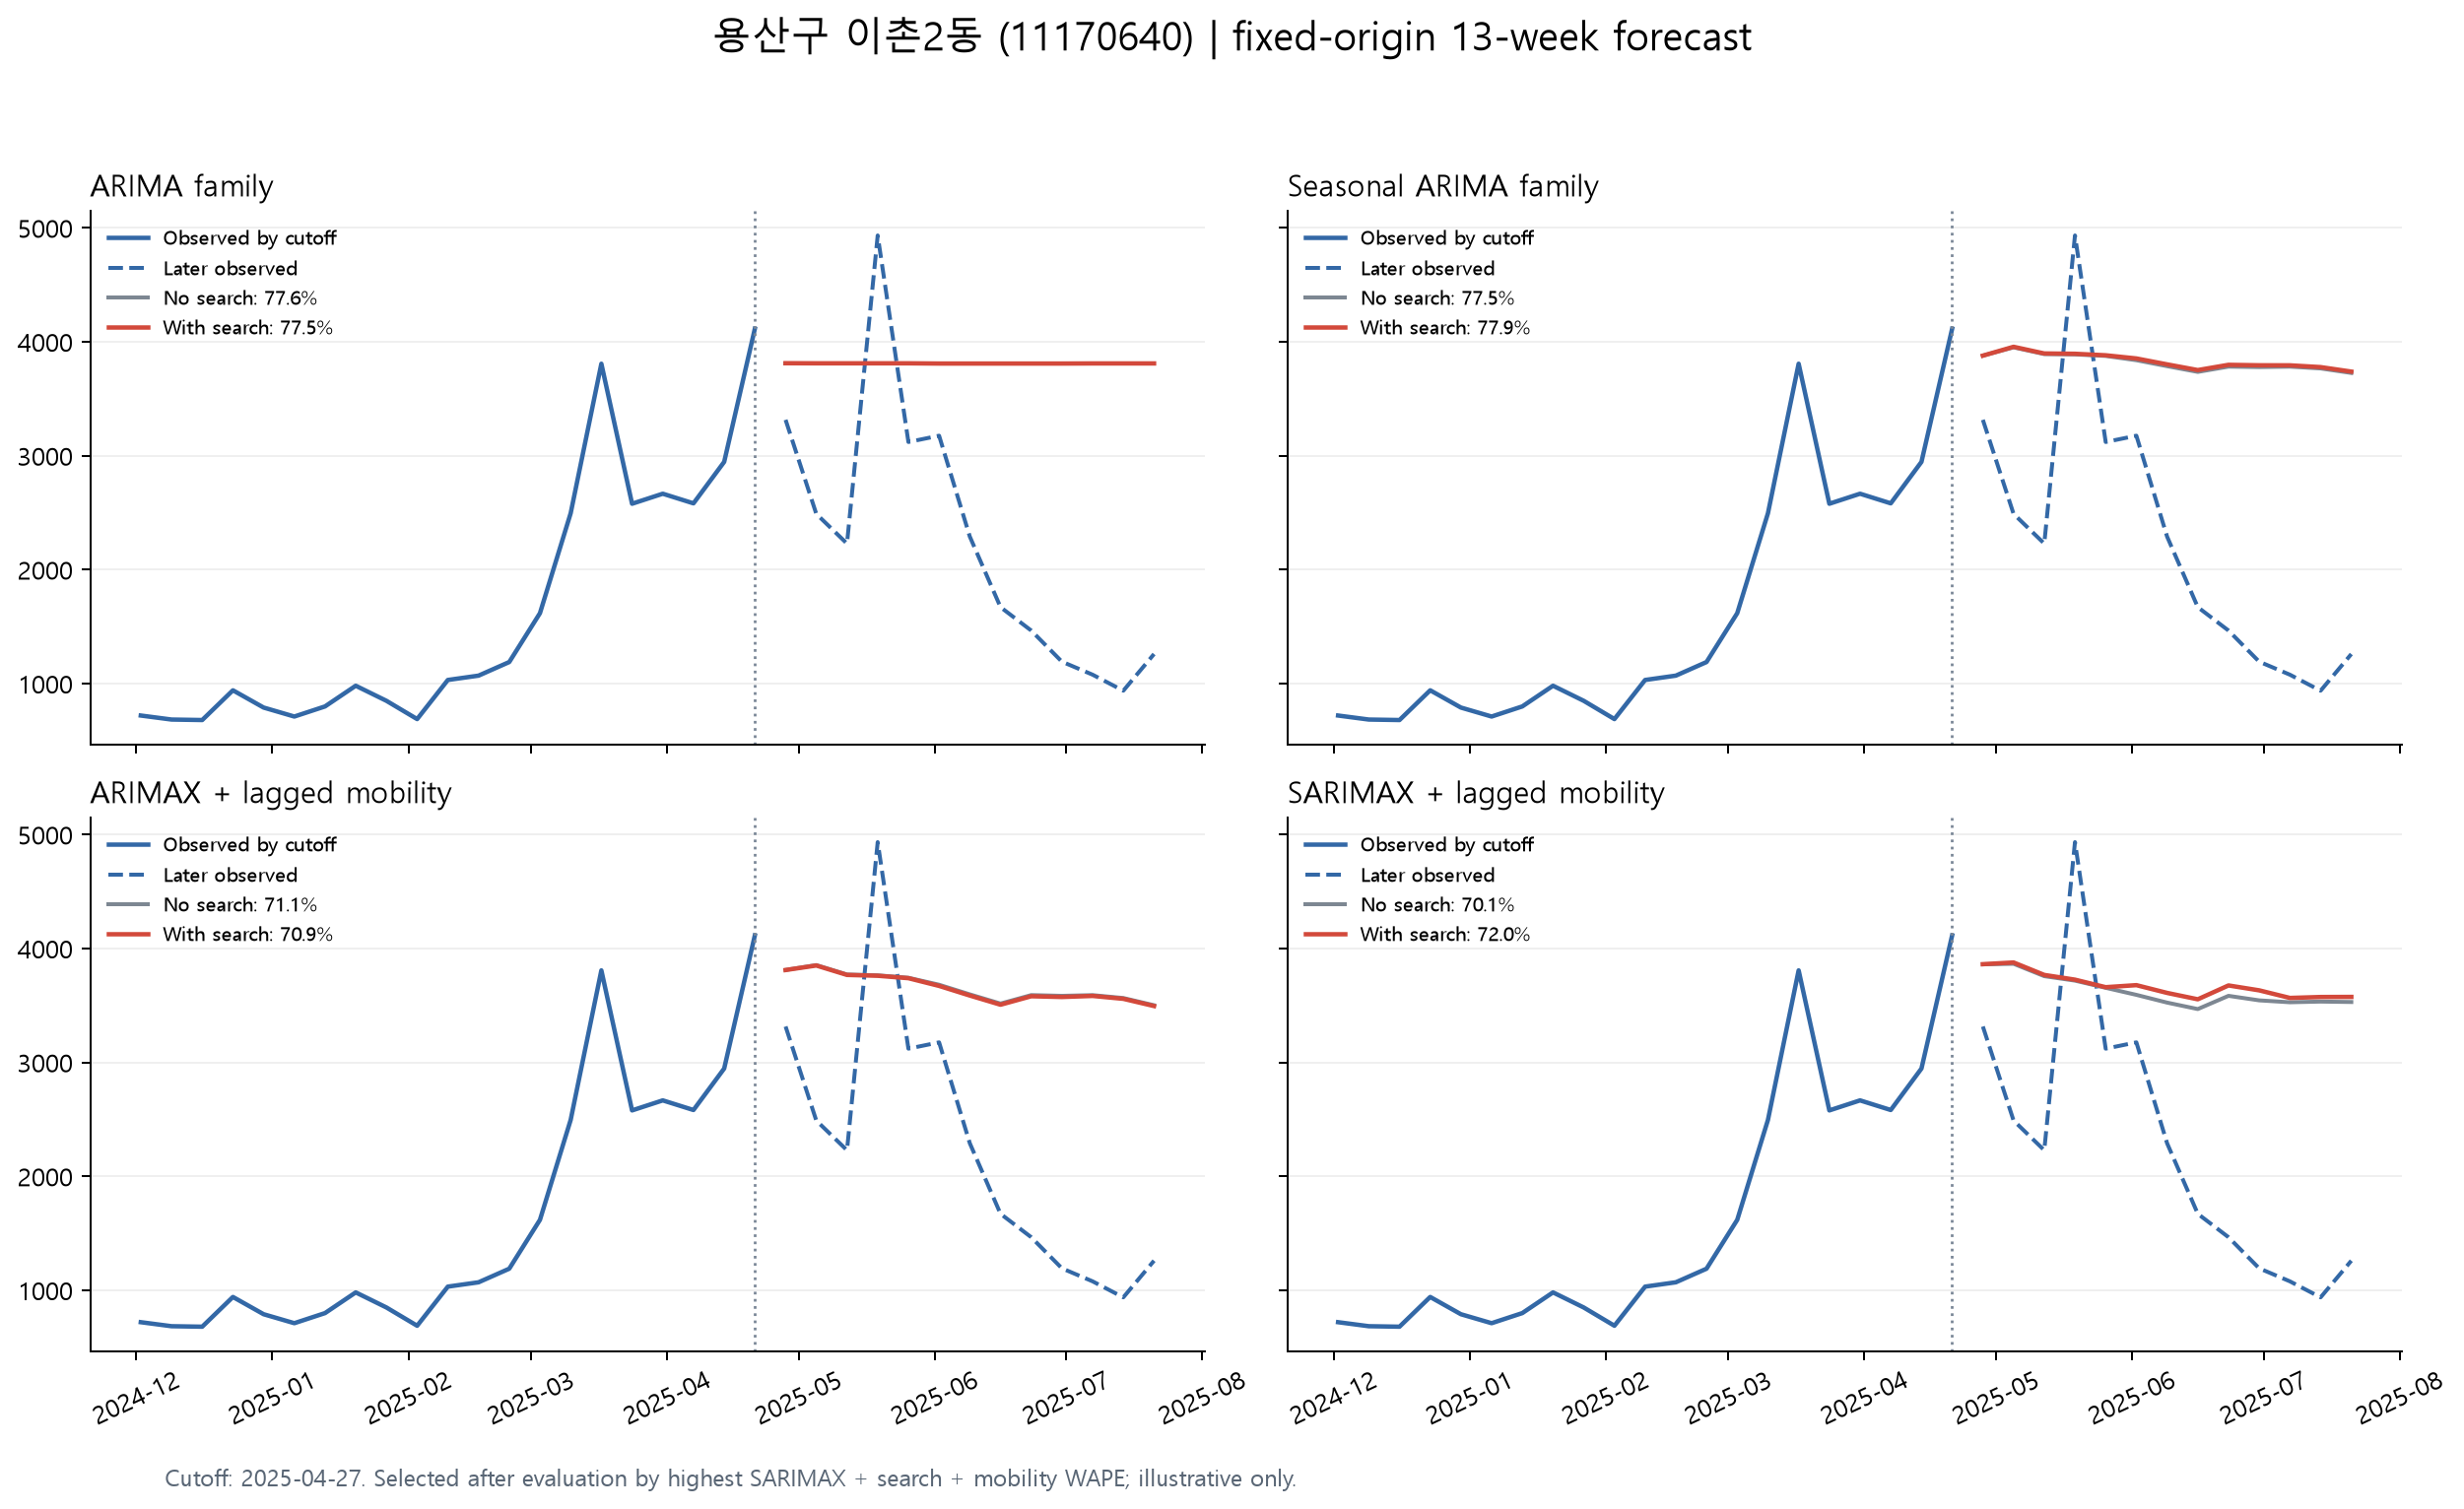 용산구 이촌2동 (11170640) | fixed-origin 13-week forecast
ARIMA family
5000
4000
3000
2000
1000
Observed by cutoff
Later observed
No search: 77.6%
With search: 77.5%
Seasonal ARIMA family
Observed by cutoff
Later observed
No search: 77.5%
With search: 77.9%
ARIMAX + lagged mobility
5000
4000
3000
2000
1000
Observed by cutoff
Later observed
No search: 71.1%
With search: 70.9%
2024-12
2025-01
2025-02
2025-03
2025-04
2025-05
2025-06
2025-07
2025-08
SARIMAX + lagged mobility
Observed by cutoff
Later observed
No search: 70.1%
With search: 72.0%
2024-12
2025-01
2025-02
2025-03
2025-04
2025-05
2025-06
2025-07
2025-08
Cutoff: 2025-04-27. Selected after evaluation by highest SARIMAX + search + mobility WAPE; illustrative only.